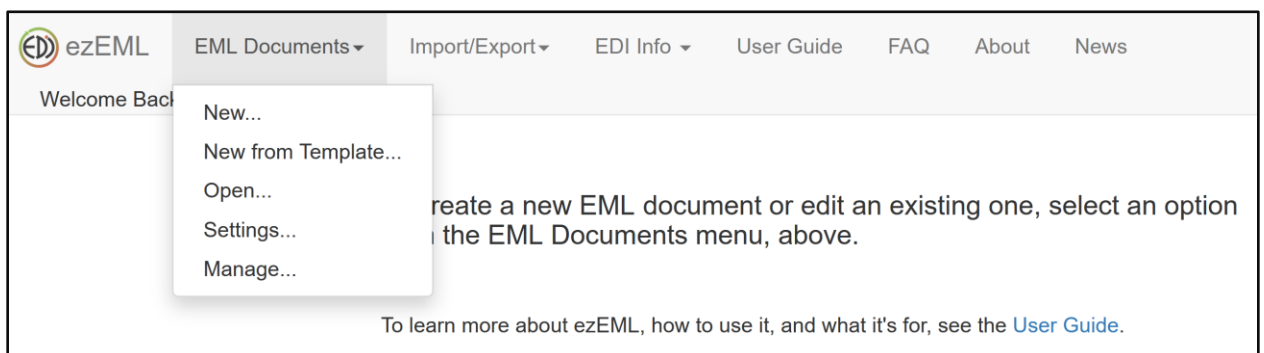 EDI ezEML EML Documents Import/Export EDI Info User Guide FAQ About News
Welcome Back
New...
New from Template...
Open...
reate a new EML document or edit an existing one, select an option
Settings...
the EML Documents menu, above.
Manage...
To learn more about ezEML, how to use it, and what it's for, see the User Guide.